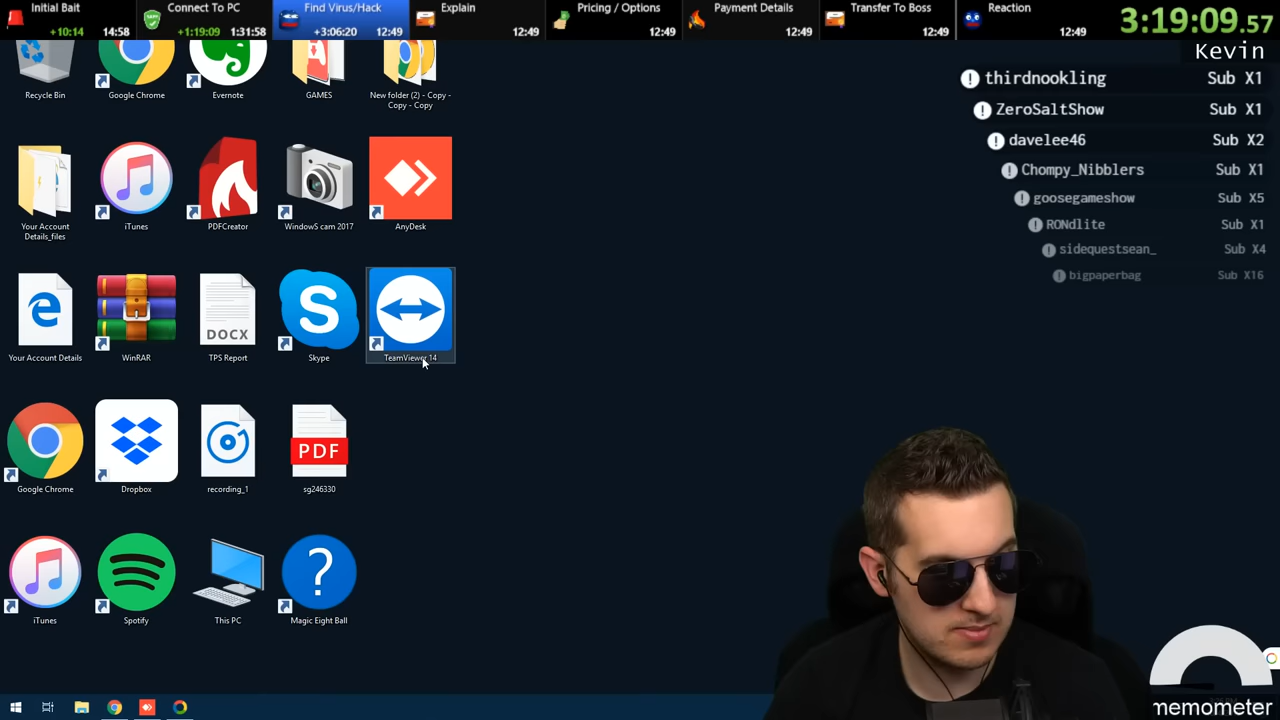 Initial Bait
+10:14 14:58
Connect To PC
+1:19:09 1:31:58
Find Virus/Hack
+3:06:20 12:49
Explain
12:49
Pricing / Options
12:49
Payment Details
12:49
Transfer To Boss
12:49
Reaction
12:49
3:19:09.57
Kevin
thirdnookling Sub X1
ZeroSaltShow Sub X1
davelee46 Sub X2
Chompy_Nibblers Sub X1
goosegameshow Sub X5
RONdlite Sub X1
sidequestsean_ Sub X4
bigpaperbag Sub X16
Recycle Bin
Google Chrome
Evernote
GAMES
New folder (2) - Copy -
Copy - Copy
Your Account
Details_files
iTunes
PDFCreator
WindowS cam 2017
AnyDesk
Your Account Details
WinRAR
DOCX
TPS Report
S
Skype
TeamViewer 14
Google Chrome
Dropbox
recording_1
PDF
sg246330
iTunes
Spotify
This PC
?
Magic Eight Ball
memometer